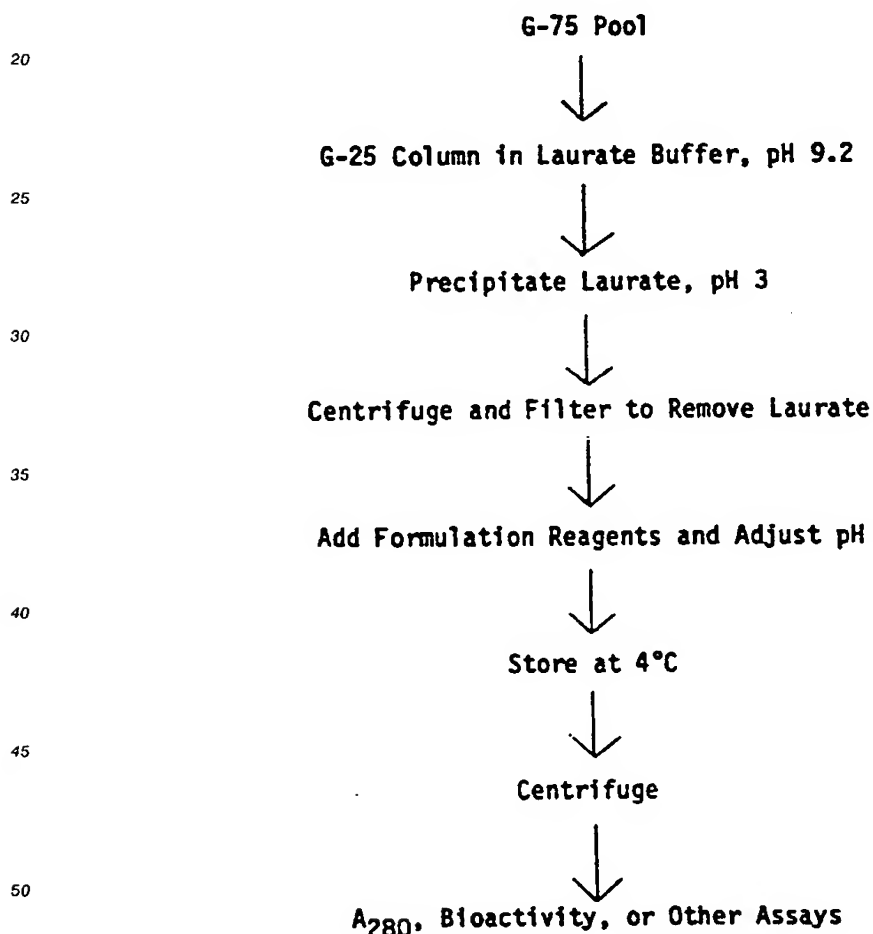 G-75 Pool
20
G-25 Column in Laurate Buffer, pH 9.2
25
Precipitate Laurate, pH 3
30
Centrifuge and Filter to Remove Laurate
35
Add Formulation Reagents and Adjust pH
40
Store at 4°C
45
Centrifuge
50
A280, Bioactivity, or Other Assays